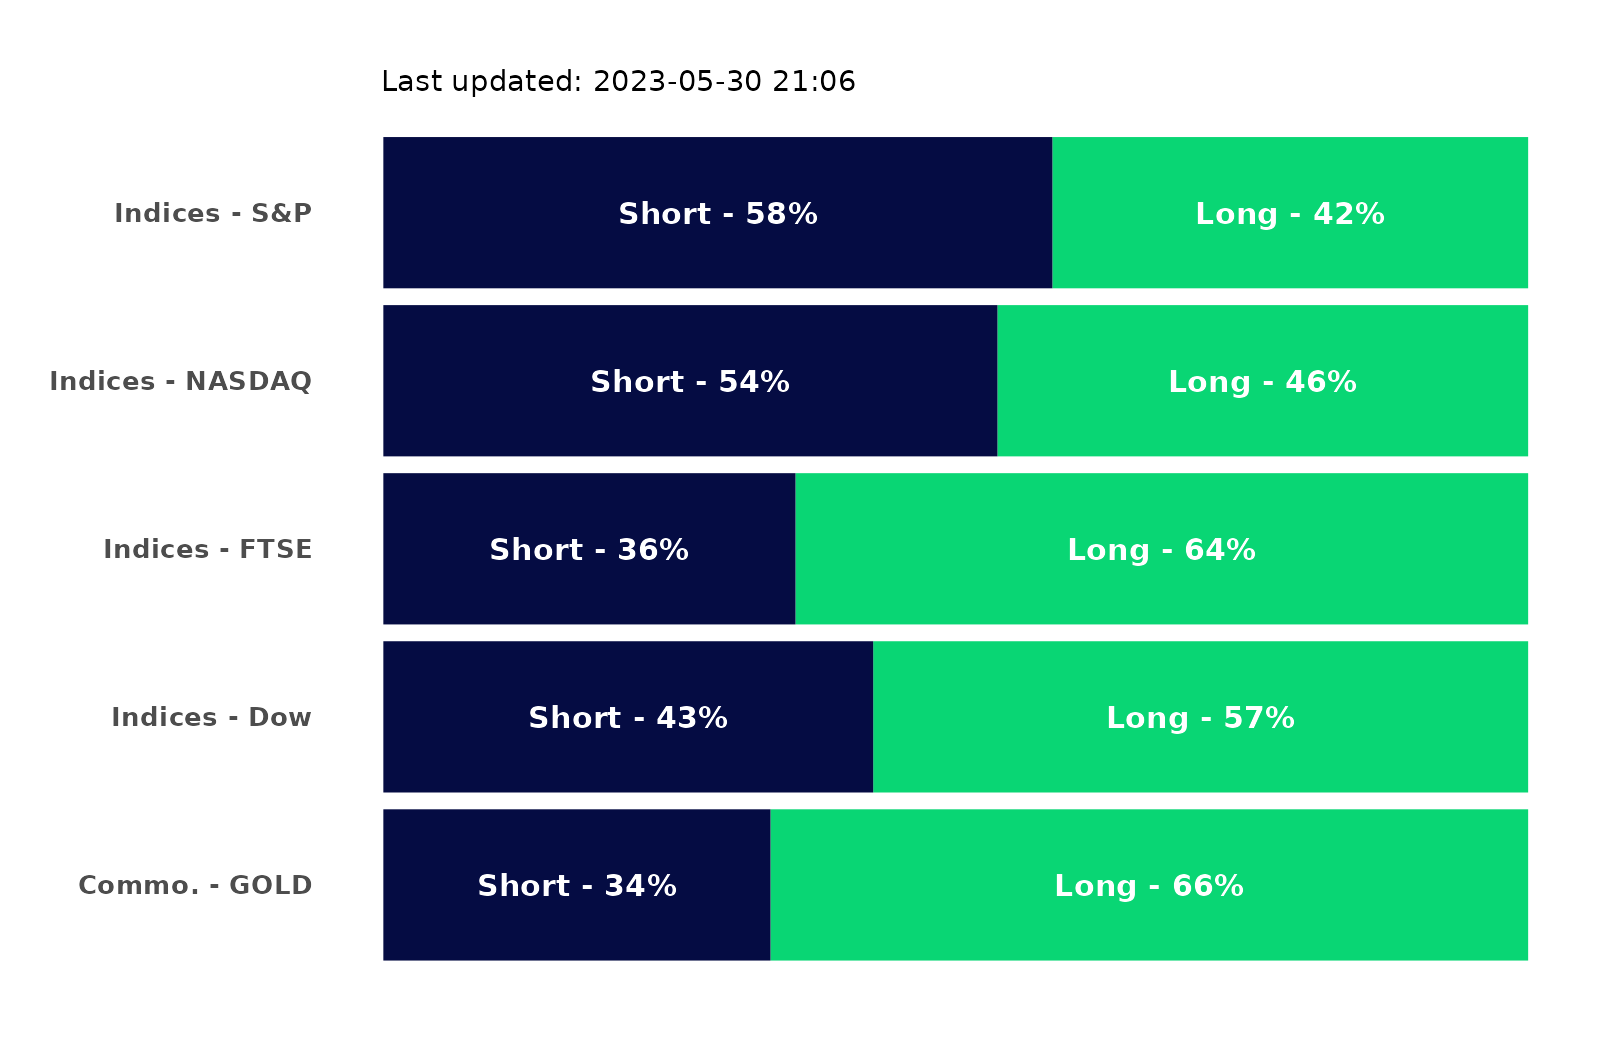 Last updated: 2023-05-30 21:06
Indices - S&P
Short - 58%
Long - 42%
Indices - NASDAQ
Short - 54%
Long - 46%
Indices - FTSE
Short - 36%
Long - 64%
Indices - Dow
Short - 43%
Long - 57%
Commo. - GOLD
Short - 34%
Long - 66%